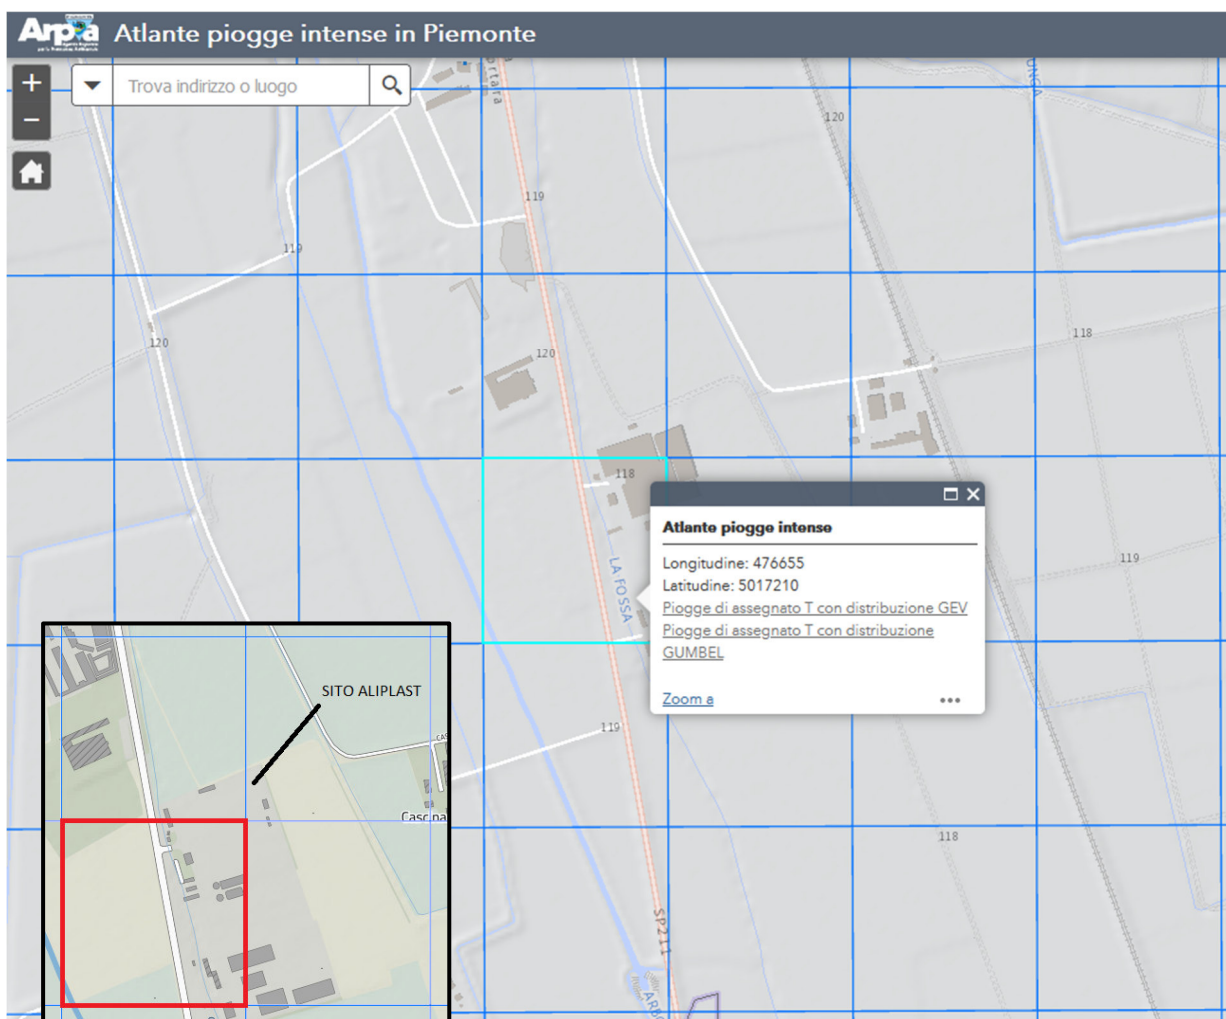 Arpa
Atlante piogge intense in Piemonte
Trova indirizzo o luogo
120
119
119
120
120
118
118
LA FOSSA
Atlante piogge intense
Longitudine: 476655
Latitudine: 5017210
Piogge di assegnato T con distribuzione GEV
Piogge di assegnato T con distribuzione
GUMBEL
Zoom a
119
SITO ALIPLAST
119
Cascina
118
SP211